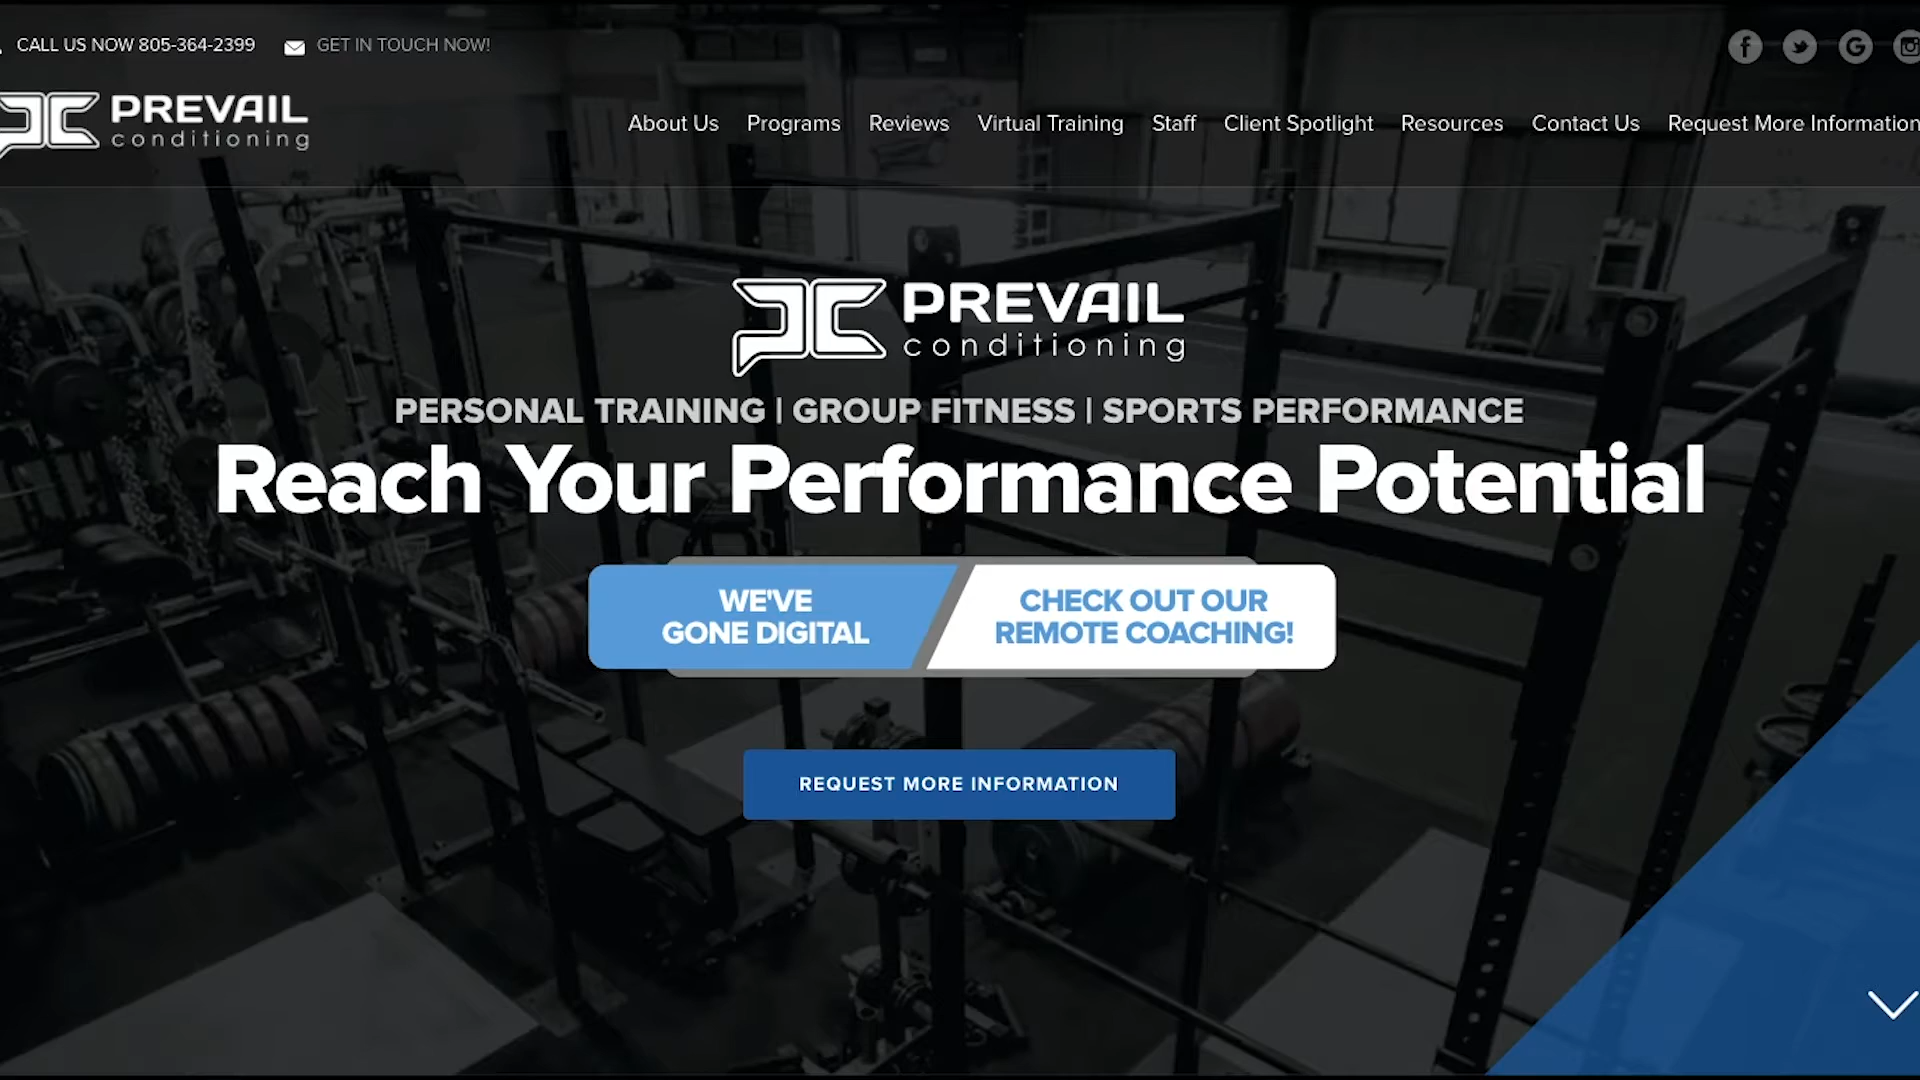 CALL US NOW 805-364-2399
GET IN TOUCH NOW!
PREVAIL
conditioning
About Us
Programs
Reviews
Virtual Training
Staff
Client Spotlight
Resources
Contact Us
Request More Information
PREVAIL
conditioning
PERSONAL TRAINING | GROUP FITNESS | SPORTS PERFORMANCE
Reach Your Performance Potential
WE'VE
GONE DIGITAL
CHECK OUT OUR
REMOTE COACHING!
REQUEST MORE INFORMATION